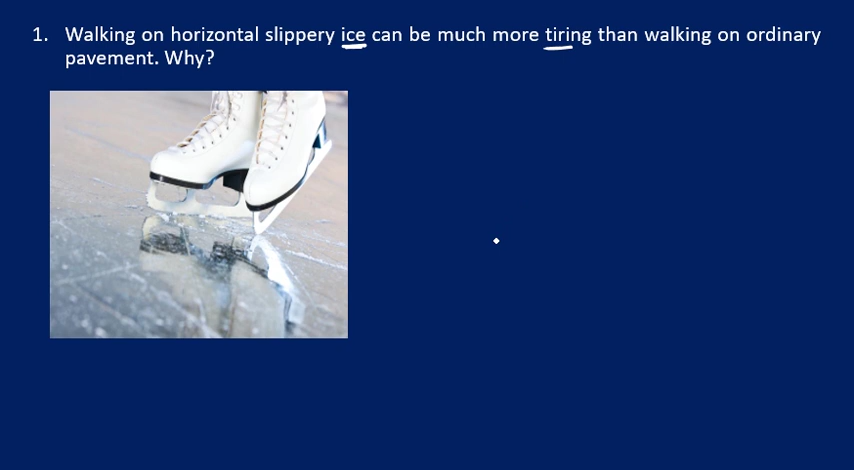 1. Walking on horizontal slippery ice can be much more tiring than walking on ordinary
pavement. Why?